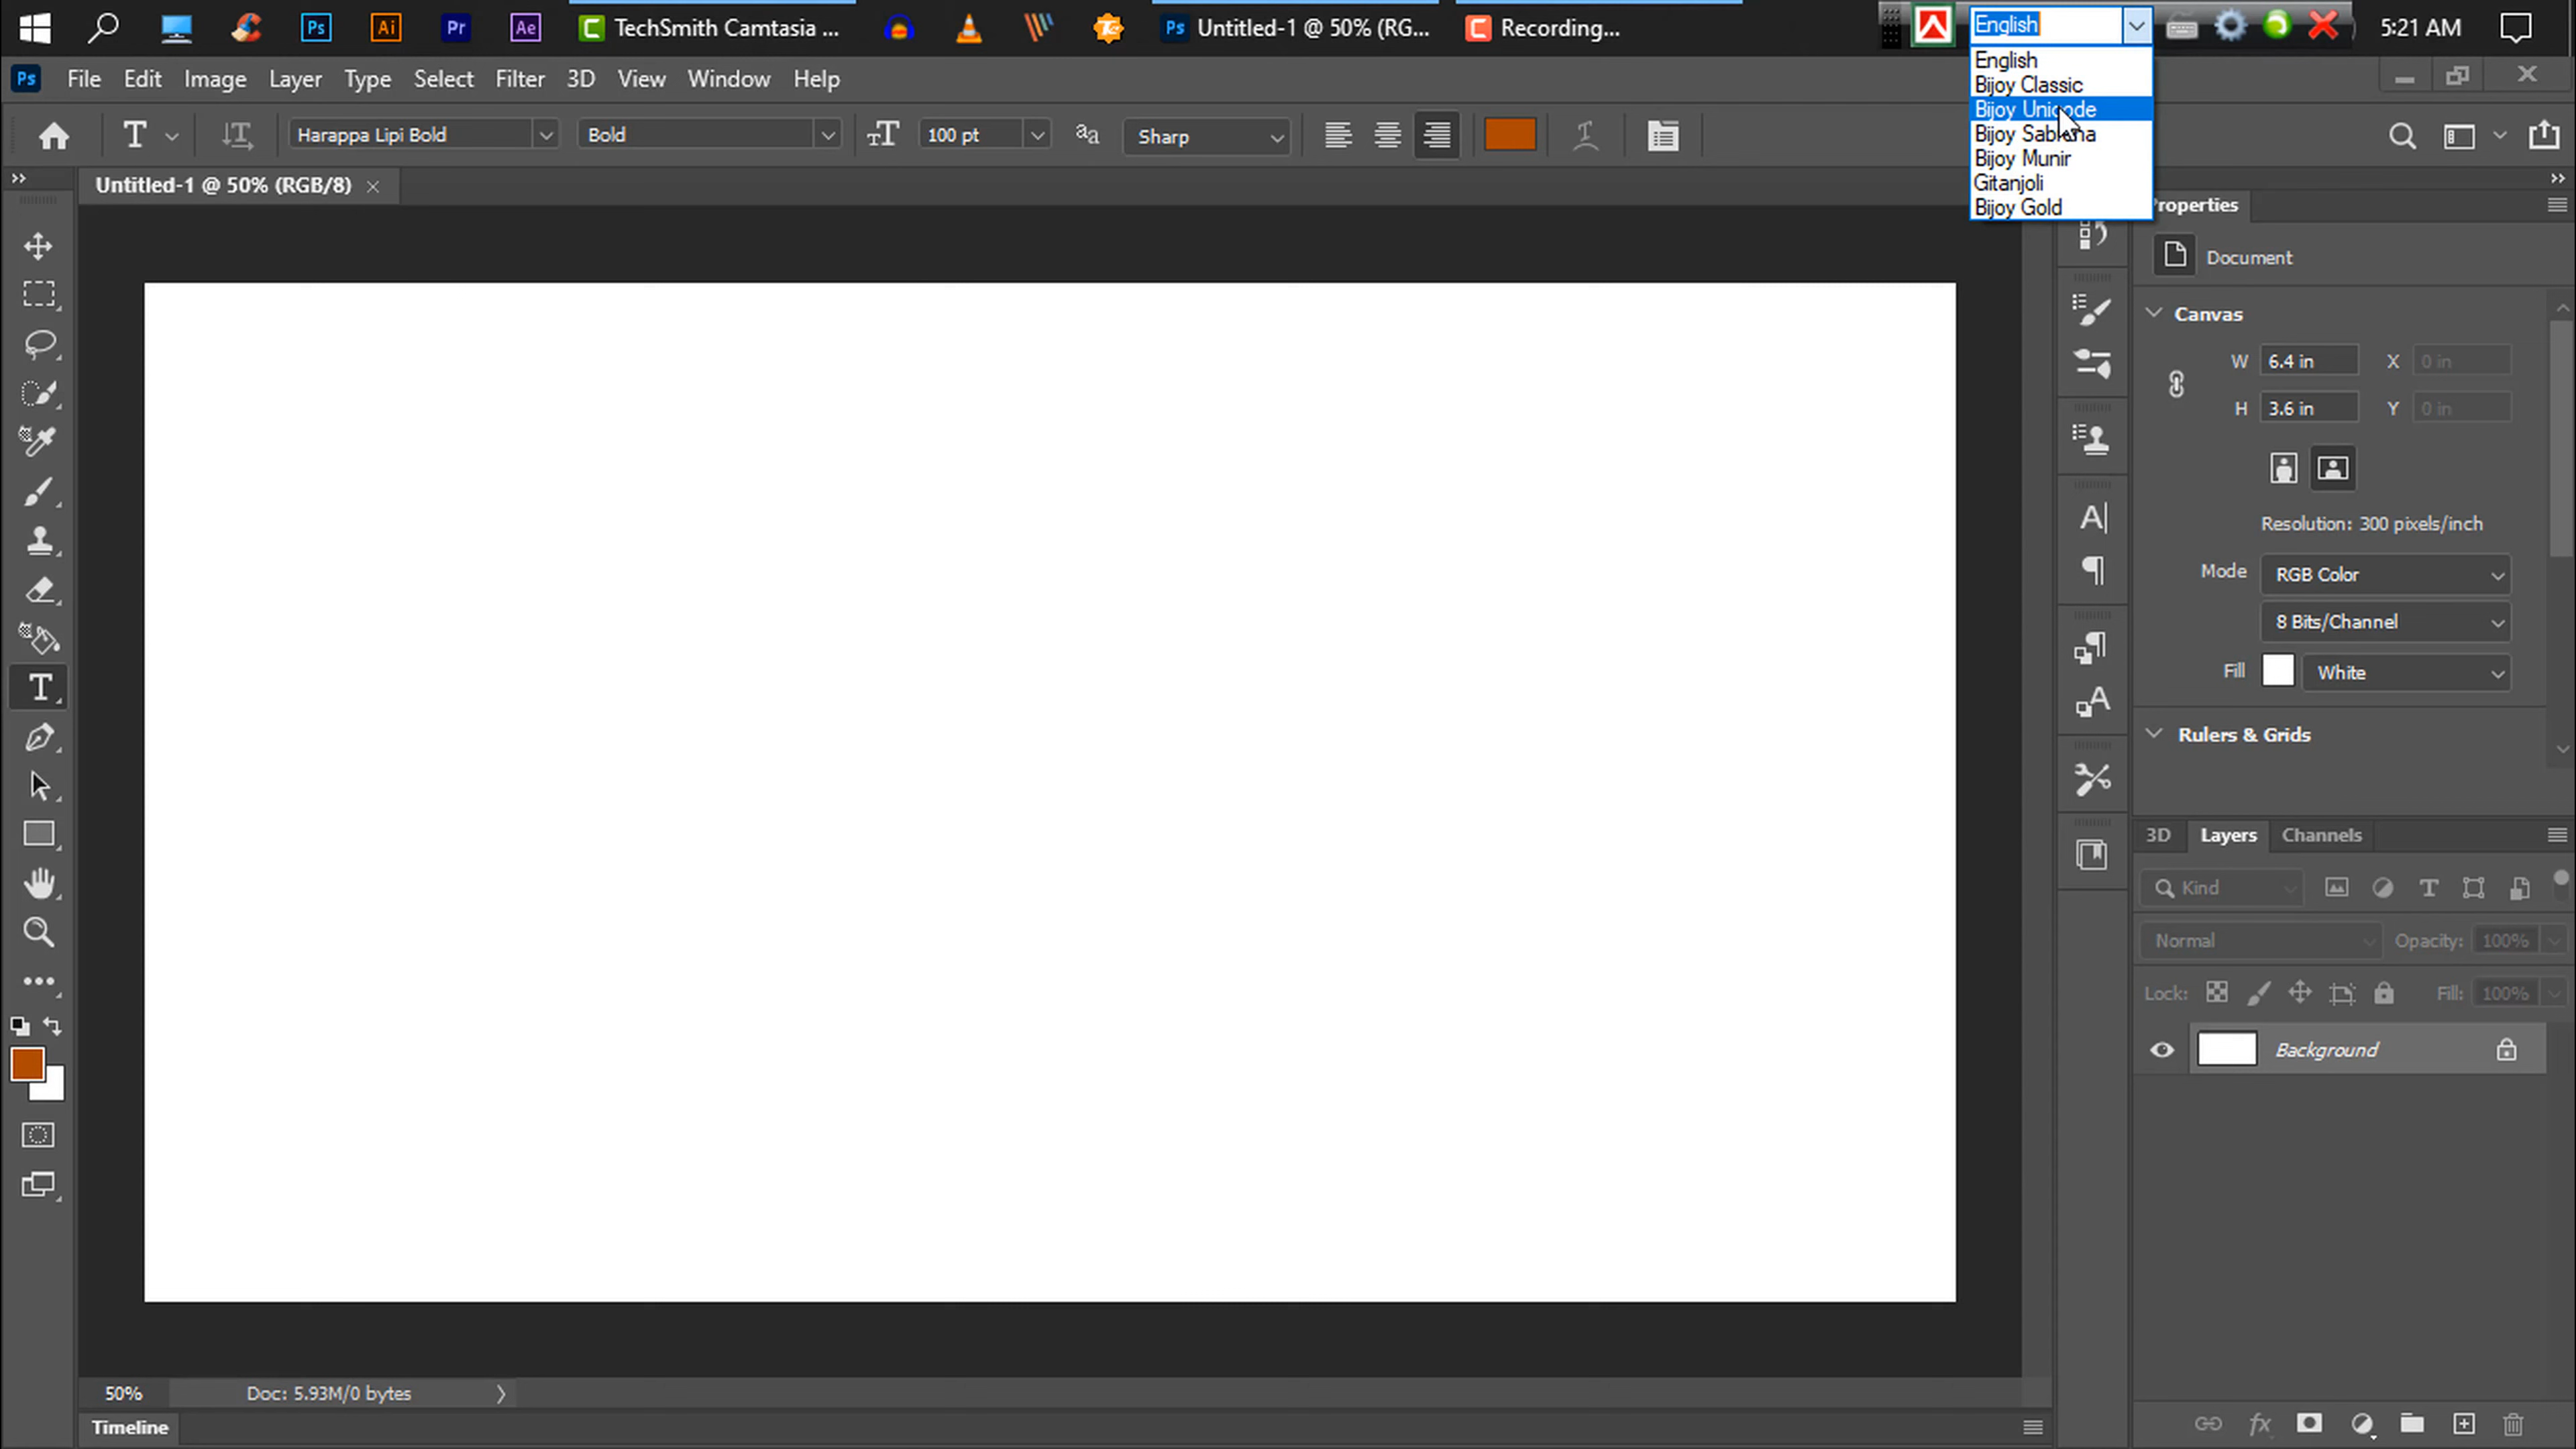 TechSmith Camtasia ...
Untitled-1 @ 50% (RG...
Recording...
English
5:21 AM
English
Bijoy Classic
Bijoy Unicode
Bijoy Munir
Gitanjoli
Bijoy Gold
Ps
File Edit Image Layer Type Select Filter 3D View Window Help
Harappa Lipi Bold
Bold
100 pt
Sharp
Untitled-1 @ 50% (RGB/8)
roperties
Document
Canvas
W 6.4 in X 0 in
H 3.6 in Y 0 in
Resolution: 300 pixels/inch
Mode RGB Color
8 Bits/Channel
Fill White
Rulers & Grids
3D Layers Channels
Kind
Normal Opacity: 100%
Lock: Fill: 100%
Background
50% Doc: 5.93M/0 bytes
Timeline